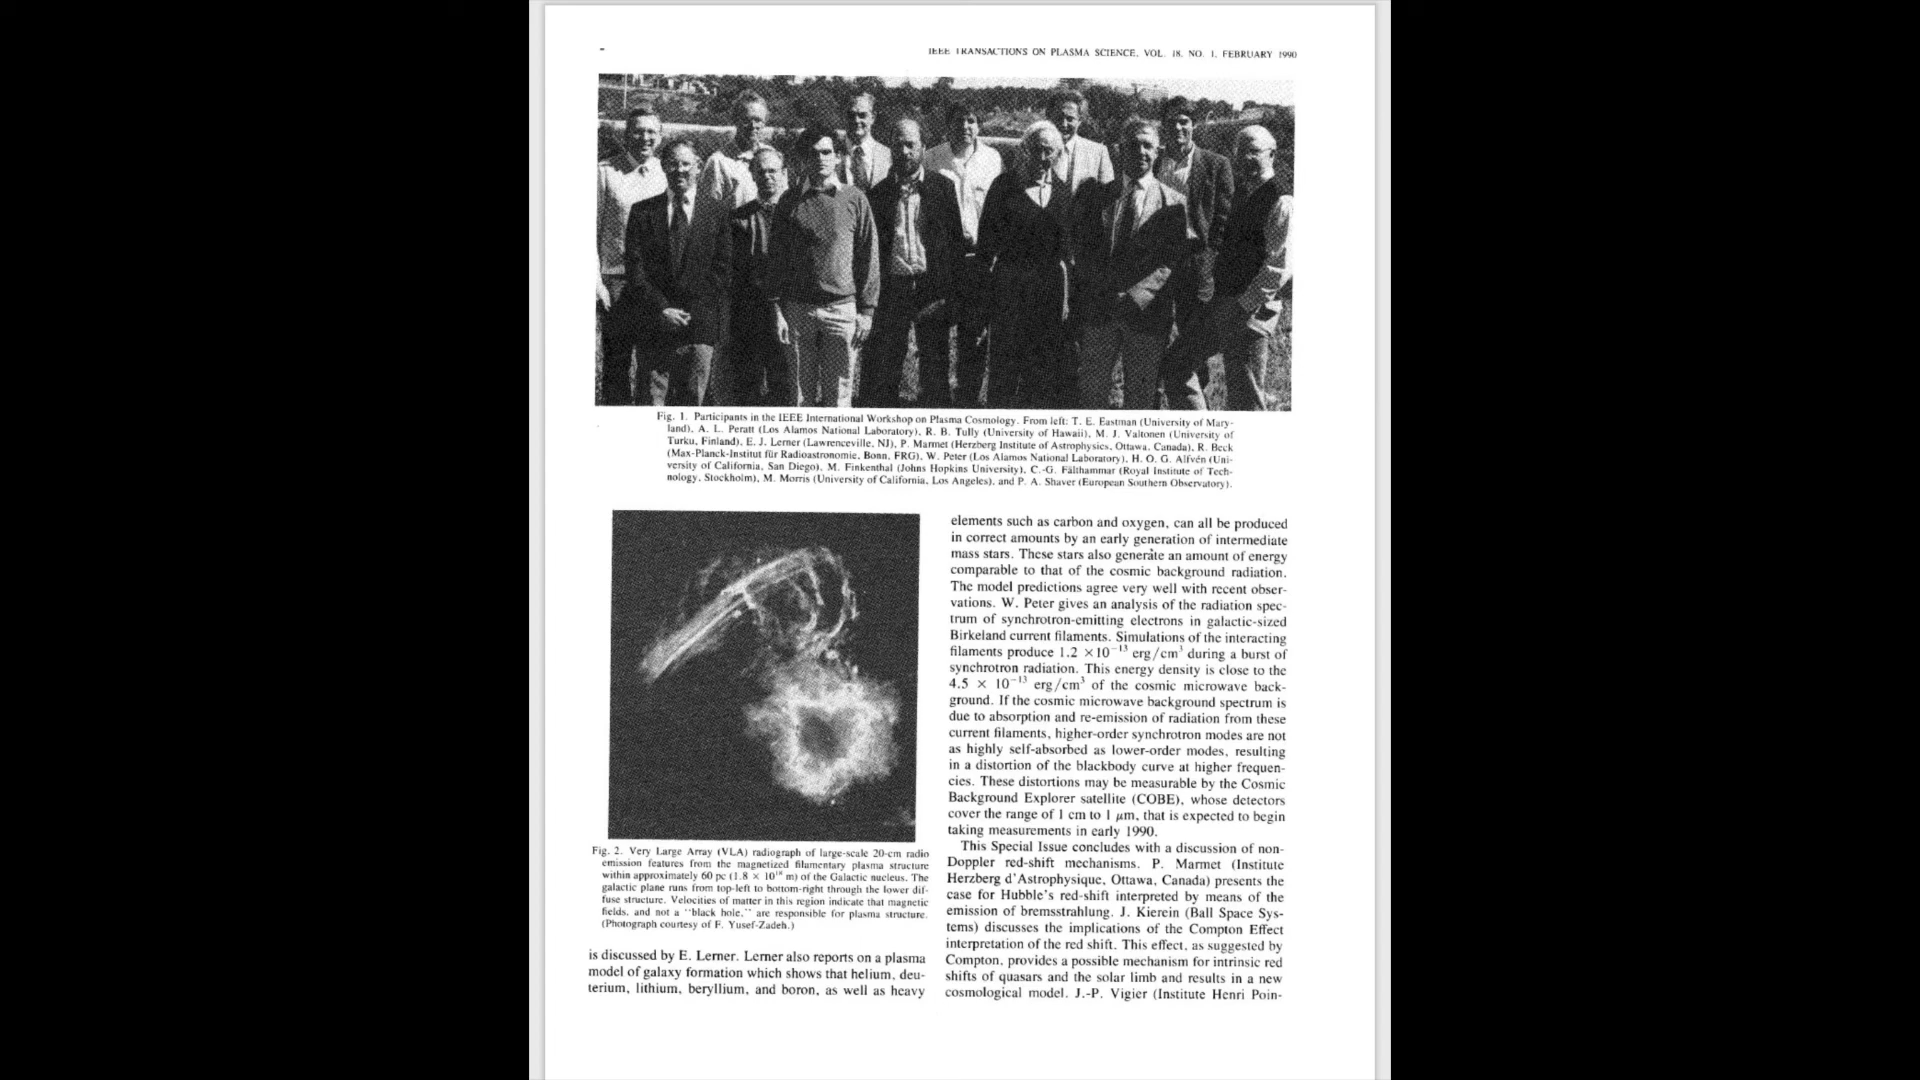 IEEE TRANSACTIONS ON PLASMA SCIENCE, VOL. 18, NO. 1, FEBRUARY 1990
Fig. 1. Participants in the IEEE International Workshop on Plasma Cosmology. From left: T. E. Eastman (University of Mary-
land), A. L. Peratt (Los Alamos National Laboratory), R. B. Tully (University of Hawaii), M. J. Valtonen (University of
Turku, Finland), E. J. Lerner (Lawrenceville, NJ), P. Marmet (Herzberg Institute of Astrophysics, Ottawa, Canada), R. Beck
(Max-Planck-Institut für Radioastronomie, Bonn, FRG), W. Peter (Los Alamos National Laboratory), H. O. G. Alfvén (Uni-
versity of California, San Diego), M. Finkenthal (Johns Hopkins University), C.-G. Fälthammar (Royal Institute of Tech-
nology, Stockholm), M. Morris (University of California, Los Angeles), and P. A. Shaver (European Southern Observatory).
Fig. 2. Very Large Array (VLA) radiograph of large-scale 20-cm radio
emission features from the magnetized filamentary plasma structure
within approximately 60 pc (1.8 × 10¹⁸ m) of the Galactic nucleus. The
galactic plane runs from top-left to bottom-right through the lower dif-
fuse structure. Velocities of matter in this region indicate that magnetic
fields, and not a "black hole," are responsible for plasma structure.
(Photograph courtesy of F. Yusef-Zadeh.)
is discussed by E. Lerner. Lerner also reports on a plasma
model of galaxy formation which shows that helium, deu-
terium, lithium, beryllium, and boron, as well as heavy
elements such as carbon and oxygen, can all be produced
in correct amounts by an early generation of intermediate
mass stars. These stars also generate an amount of energy
comparable to that of the cosmic background radiation.
The model predictions agree very well with recent obser-
vations. W. Peter gives an analysis of the radiation spec-
trum of synchrotron-emitting electrons in galactic-sized
Birkeland current filaments. Simulations of the interacting
filaments produce 1.2 ×10⁻¹³ erg/cm³ during a burst of
synchrotron radiation. This energy density is close to the
4.5 × 10⁻¹³ erg/cm³ of the cosmic microwave back-
ground. If the cosmic microwave background spectrum is
due to absorption and re-emission of radiation from these
current filaments, higher-order synchrotron modes are not
as highly self-absorbed as lower-order modes, resulting
in a distortion of the blackbody curve at higher frequen-
cies. These distortions may be measurable by the Cosmic
Background Explorer satellite (COBE), whose detectors
cover the range of 1 cm to 1 μm, that is expected to begin
taking measurements in early 1990.
This Special Issue concludes with a discussion of non-
Doppler red-shift mechanisms. P. Marmet (Institute
Herzberg d'Astrophysique, Ottawa, Canada) presents the
case for Hubble's red-shift interpreted by means of the
emission of bremsstrahlung. J. Kierein (Ball Space Sys-
tems) discusses the implications of the Compton Effect
interpretation of the red shift. This effect, as suggested by
Compton, provides a possible mechanism for intrinsic red
shifts of quasars and the solar limb and results in a new
cosmological model. J.-P. Vigier (Institute Henri Poin-